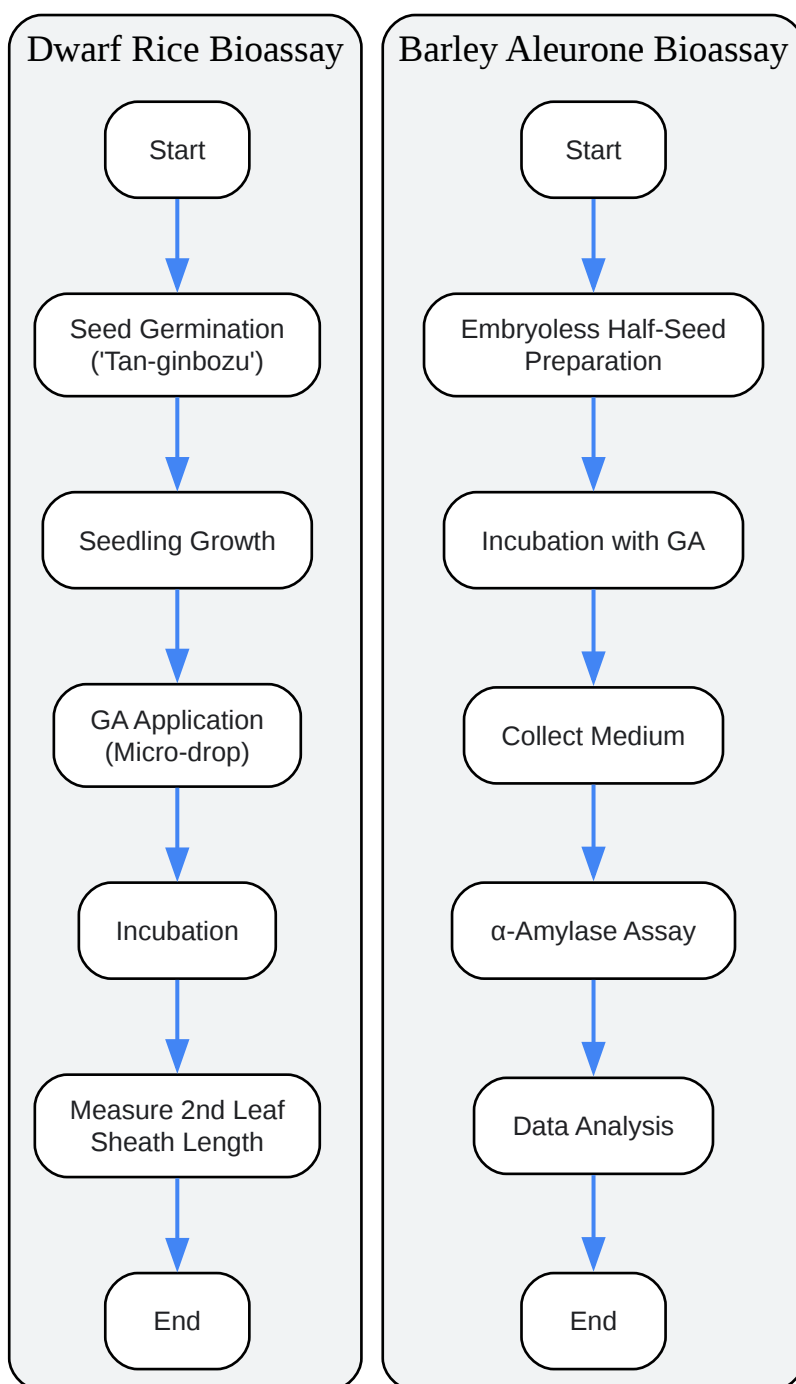 Dwarf Rice Bioassay
Start
Seed Germination
('Tan-ginbozu')
Seedling Growth
GA Application
(Micro-drop)
Incubation
Measure 2nd Leaf
Sheath Length
End
Barley Aleurone Bioassay
Start
Embryoless Half-Seed
Preparation
Incubation with GA
Collect Medium
α-Amylase Assay
Data Analysis
End